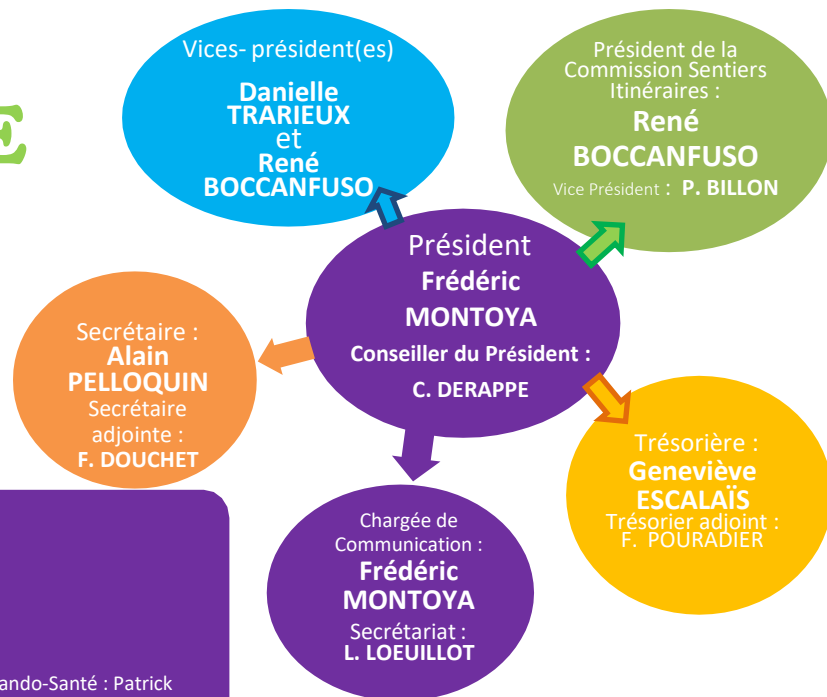 E
Vices- président(es)
Danielle
TRARIEUX
et
René
BOCCANFUSO
Président de la
Commission Sentiers
Itinéraires :
René
BOCCANFUSO
Vice Président : P. BILLON
Président
Frédéric
MONTOYA
Conseiller du Président :
C. DERAPPE
Secrétaire :
Alain
PELLOQUIN
Secrétaire
adjointe :
F. DOUCHET
Trésorière :
Geneviève
ESCALAÏS
Trésorier adjoint :
F. POURADIER
Chargée de
Communication :
Frédéric
MONTOYA
Secrétariat :
L. LOEUILLOT
ando-Santé : Patrick